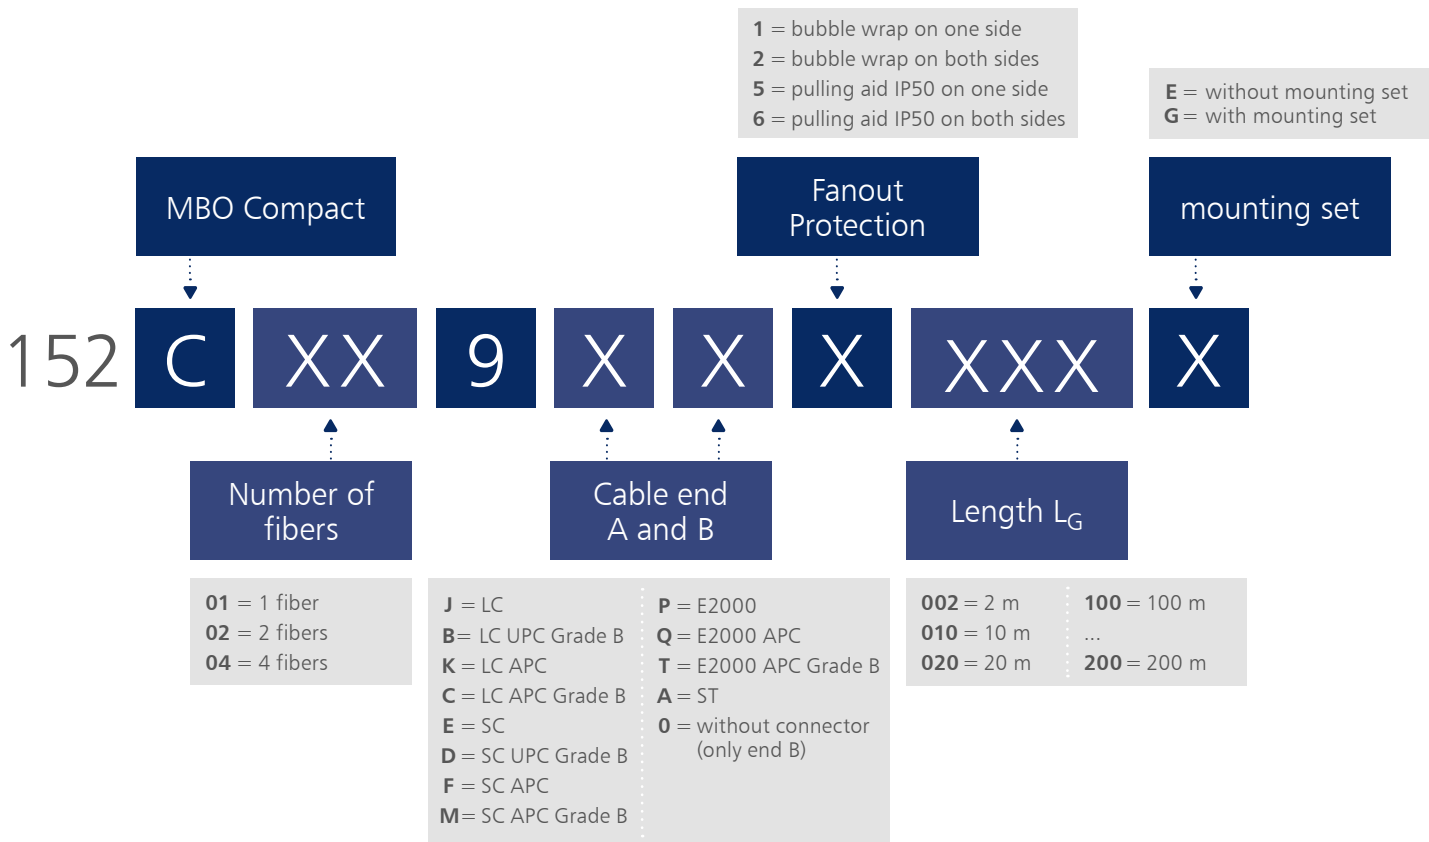 1 = bubble wrap on one side
2 = bubble wrap on both sides
5 = pulling aid IP50 on one side
6 = pulling aid IP50 on both sides
E = without mounting set
G = with mounting set
MBO Compact
Fanout
Protection
mounting set
152 C XX 9 X X X XXX X
Number of
fibers
Cable end
A and B
Length LG
01 = 1 fiber
02 = 2 fibers
04 = 4 fibers
J = LC
B= LC UPC Grade B
K = LC APC
C = LC APC Grade B
E = SC
D = SC UPC Grade B
F = SC APC
M= SC APC Grade B
P = E2000
Q = E2000 APC
T = E2000 APC Grade B
A = ST
0 = without connector
(only end B)
002 = 2 m
010 = 10 m
020 = 20 m
100 = 100 m
...
200 = 200 m